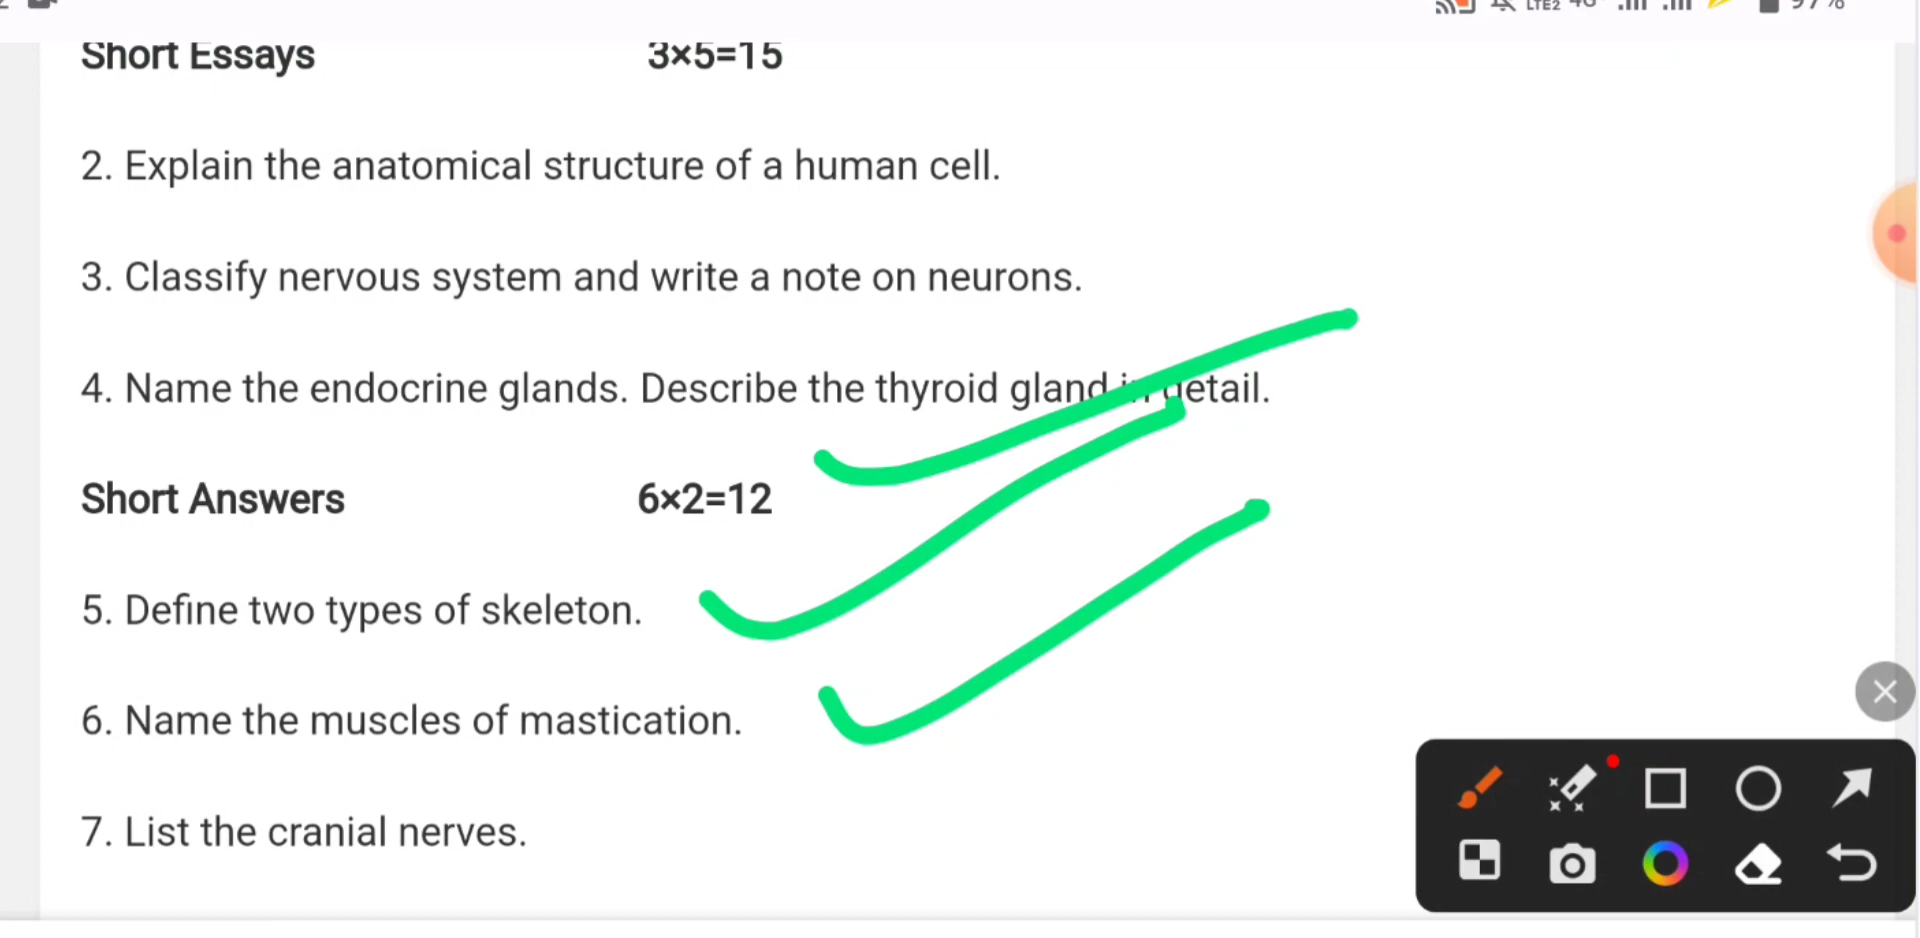 Short Essays 3×5=15
2. Explain the anatomical structure of a human cell.
3. Classify nervous system and write a note on neurons.
4. Name the endocrine glands. Describe the thyroid gland in detail.
Short Answers 6×2=12
5. Define two types of skeleton.
6. Name the muscles of mastication.
7. List the cranial nerves.